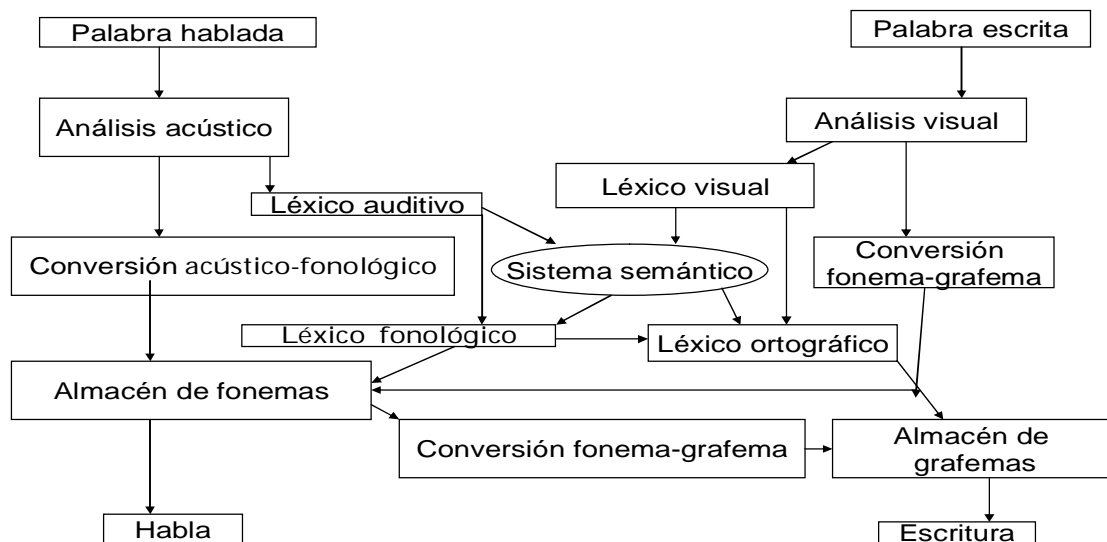 Palabra hablada
Palabra escrita
Análisis acústico
Análisis visual
Léxico visual
Léxico auditivo
Conversión acústico-fonológico
Sistema semántico
Conversión
fonema-grafema
Léxico fonológico
Léxico ortográfico
Almacén de fonemas
Conversión fonema-grafema
Almacén de
grafemas
Habla
Escritura